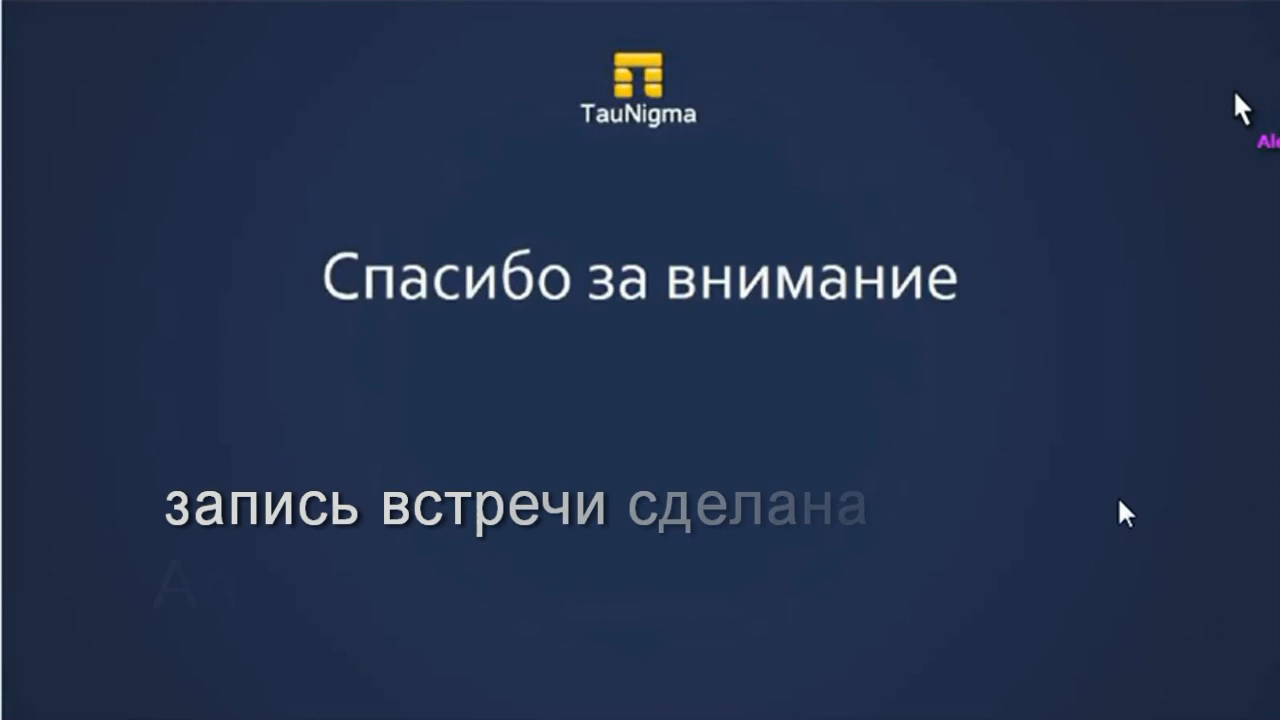 TauNigma
Спасибо за внимание
запись встречи сделана